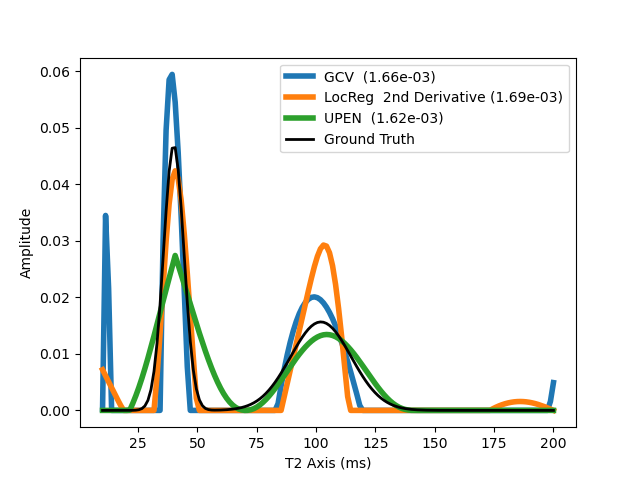 GCV  (1.66e-03)
LocReg  2nd Derivative (1.69e-03)
UPEN  (1.62e-03)
Ground Truth
0.06
0.05
0.04
0.03
0.02
0.01
0.00
Amplitude
25 50 75 100 125 150 175 200
T2 Axis (ms)